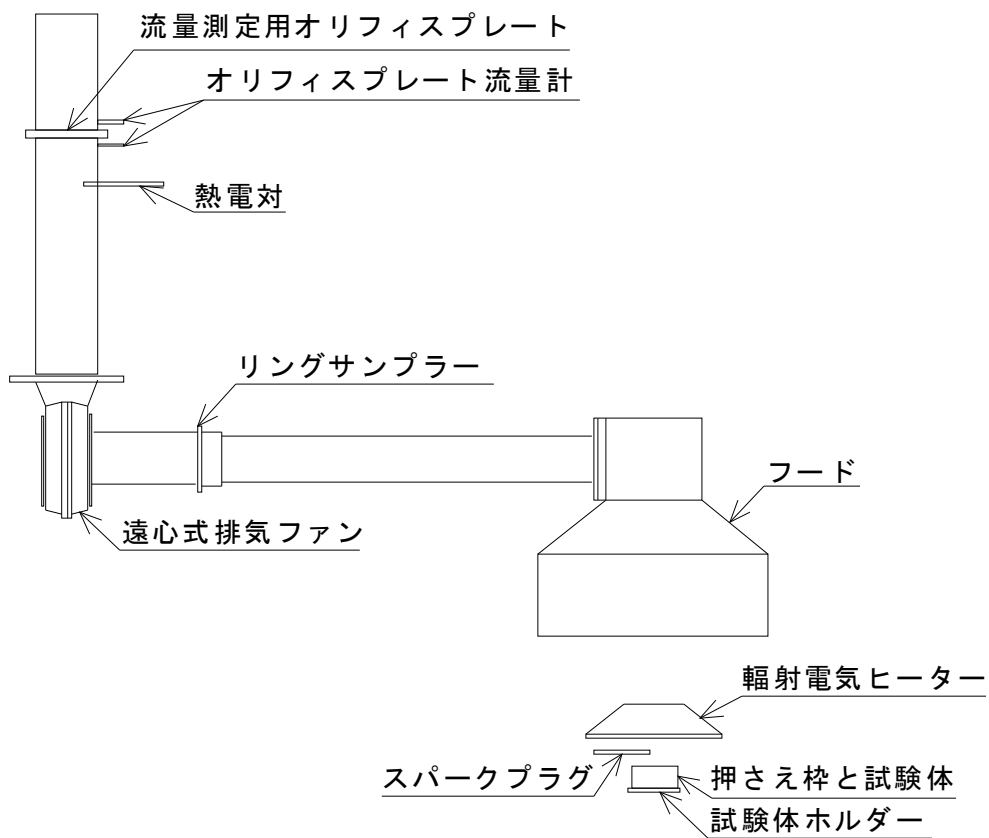 流量測定用オリフィスプレート
オリフィスプレート流量計
熱電対
リングサンプラー
フード
遠心式排気ファン
輻射電気ヒーター
スパークプラグ
押さえ枠と試験体
試験体ホルダー